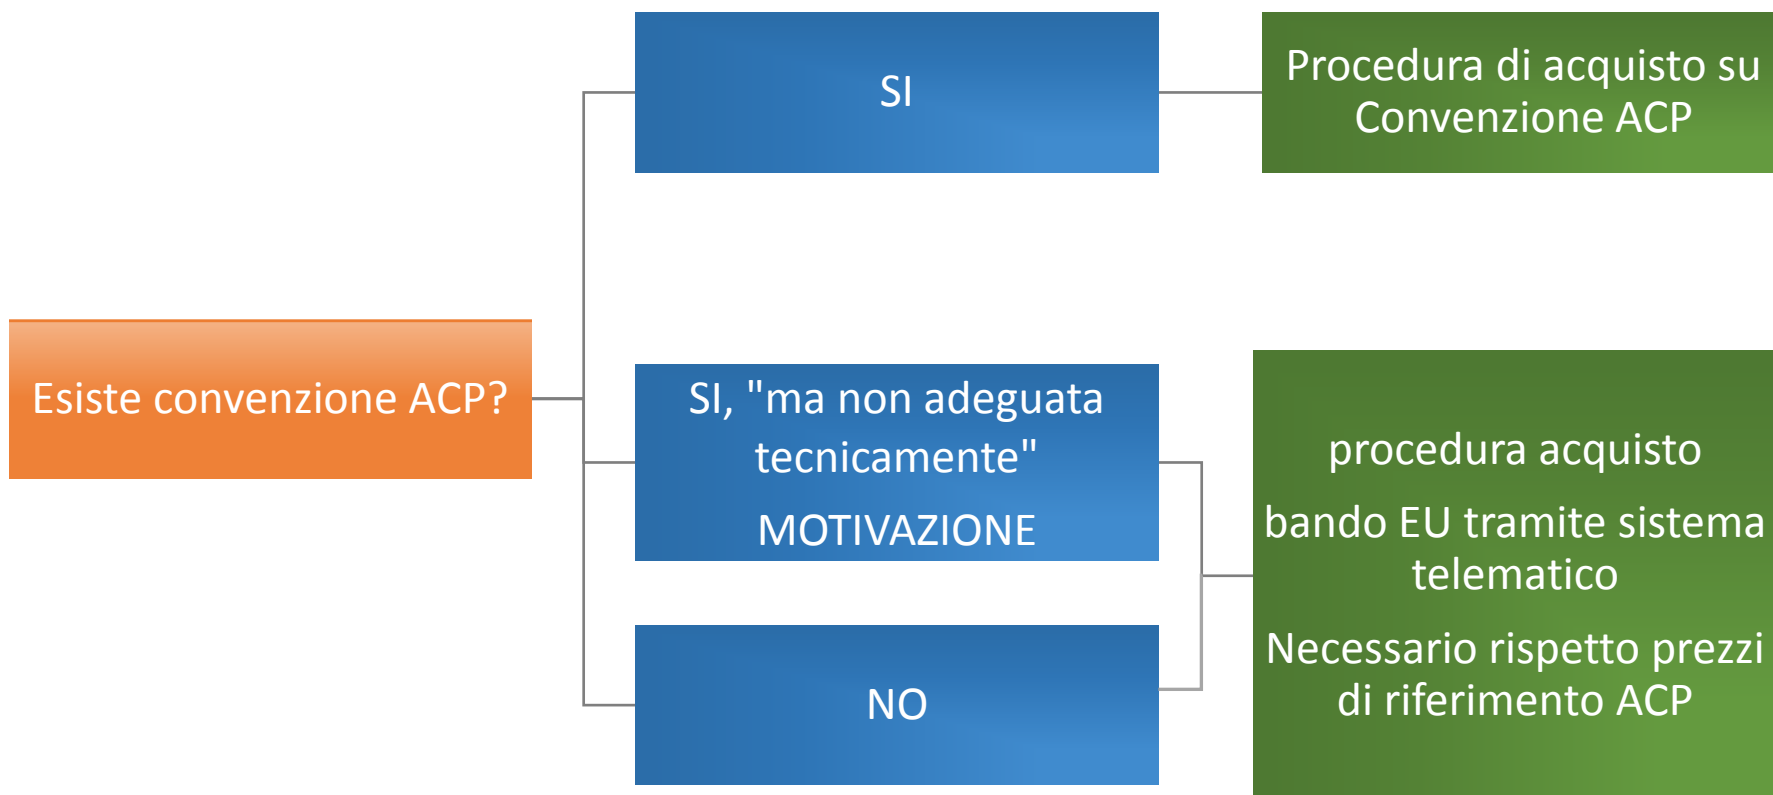 Esiste convenzione ACP?
SI
Procedura di acquisto su
Convenzione ACP
SI, "ma non adeguata
tecnicamente"
MOTIVAZIONE
NO
procedura acquisto
bando EU tramite sistema
telematico
Necessario rispetto prezzi
di riferimento ACP